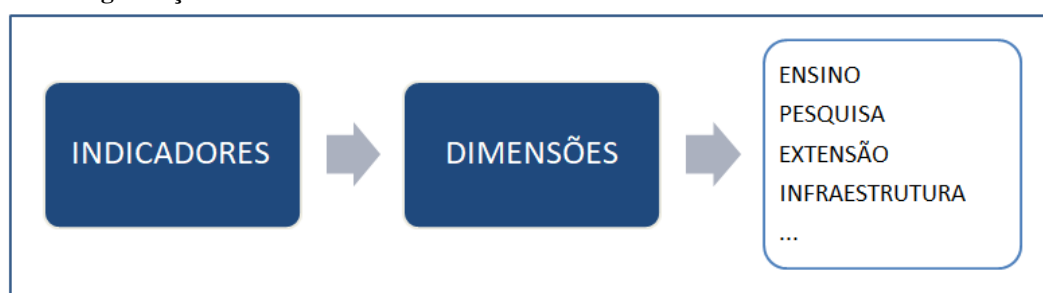 INDICADORES
DIMENSÕES
ENSINO
PESQUISA
EXTENSÃO
INFRAESTRUTURA
...